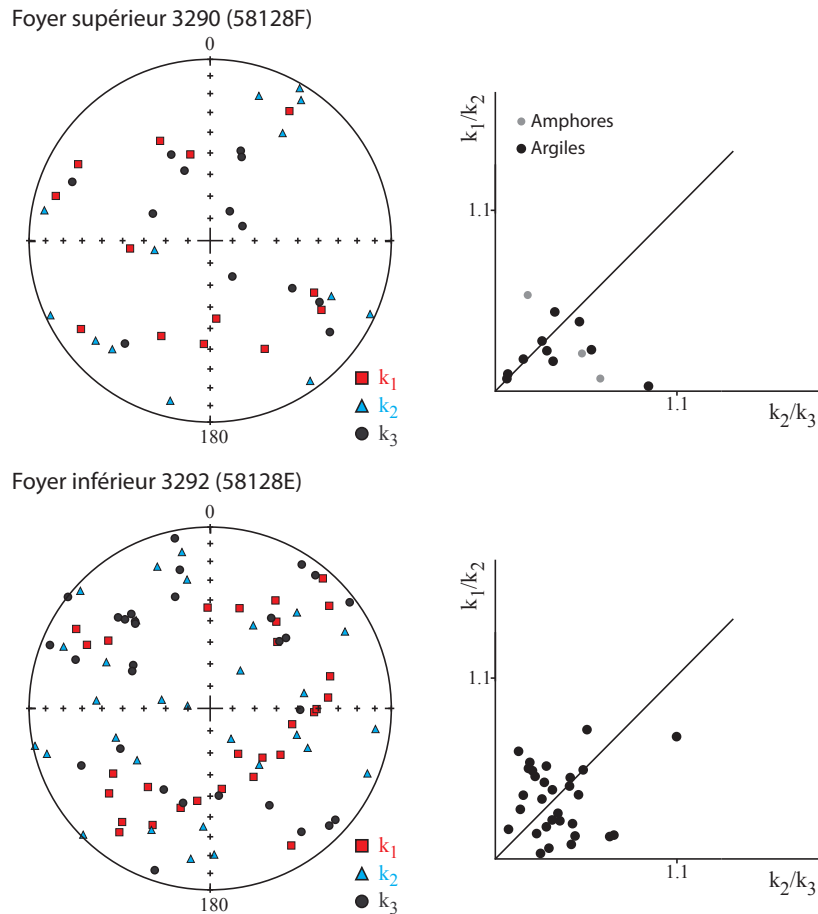 Foyer supérieur 3290 (58128F)
0
180
k1
k2
k3
k1/k2
Amphores
Argiles
1.1
1.1
k2/k3
Foyer inférieur 3292 (58128E)
0
180
k1
k2
k3
k1/k2
1.1
1.1
k2/k3